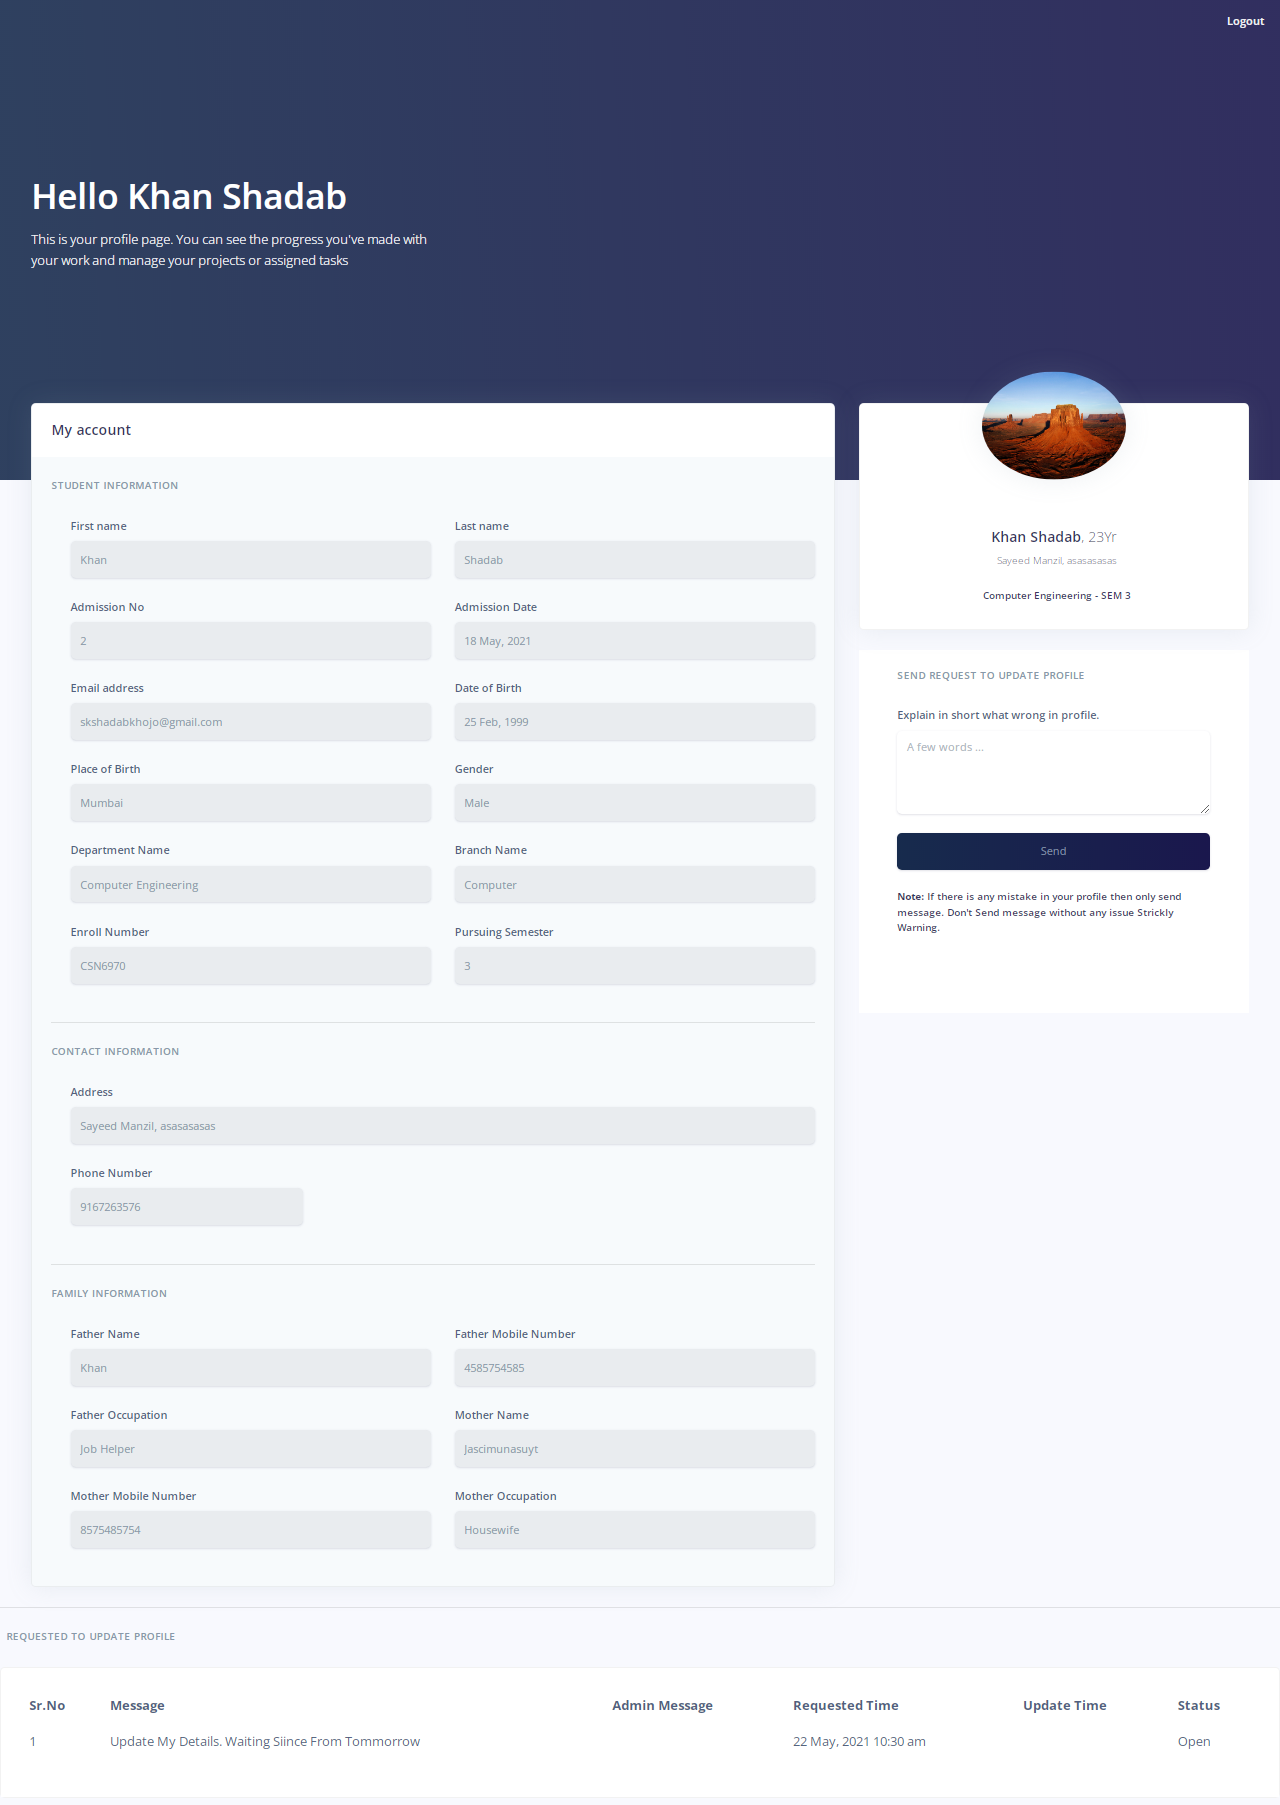 Logout
Hello Khan Shadab
This is your profile page. You can see the progress you've made with
your work and manage your projects or assigned tasks
My account
STUDENT INFORMATION
First name
Last name
Khan
Shadab
Admission No
Admission Date
2
18 May, 2021
Email address
Date of Birth
skshadabkhojo@gmail.com
25 Feb, 1999
Place of Birth
Gender
Mumbai
Male
Department Name
Branch Name
Computer Engineering
Computer
Enroll Number
Pursuing Semester
CSN6970
3
CONTACT INFORMATION
Address
Sayeed Manzil, asasasasas
Phone Number
9167263576
FAMILY INFORMATION
Father Name
Father Mobile Number
Khan
4585754585
Father Occupation
Mother Name
Job Helper
Jascimunasuyt
Mother Mobile Number
Mother Occupation
8575485754
Housewife
Khan Shadab, 23Yr
Sayeed Manzil, asasasasas
Computer Engineering - SEM 3
SEND REQUEST TO UPDATE PROFILE
Explain in short what wrong in profile.
A few words ...
Send
Note: If there is any mistake in your profile then only send
message. Don't Send message without any issue Strickly
Warning.
REQUESTED TO UPDATE PROFILE
Sr.No Message Admin Message Requested Time Update Time Status
1 Update My Details. Waiting Siince From Tommorrow 22 May, 2021 10:30 am Open